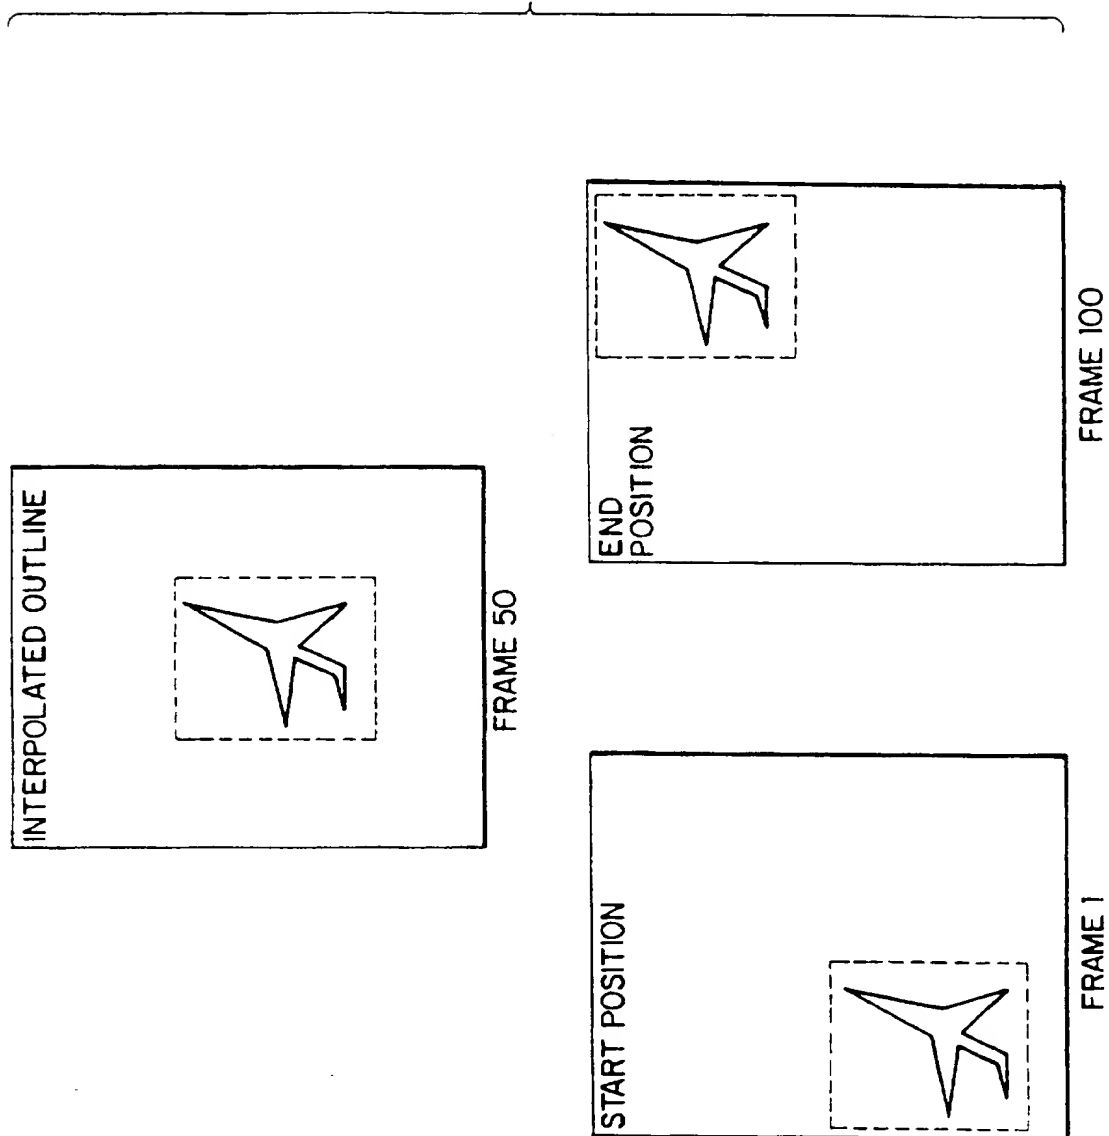 INTERPOLATED OUTLINE
FRAME 50
START POSITION
FRAME 1
END
POSITION
FRAME 100